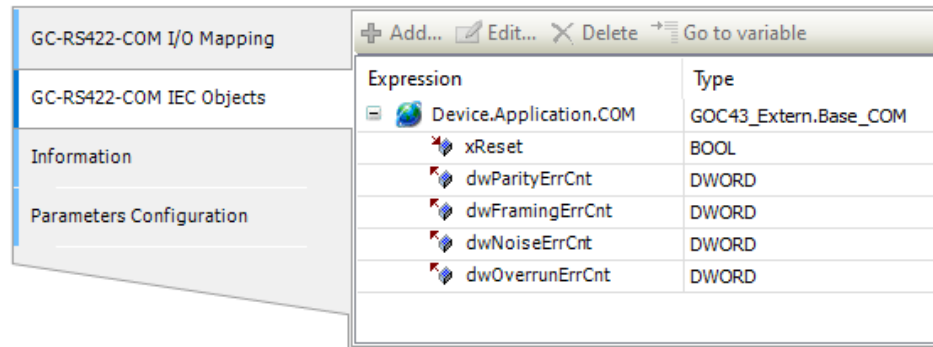 GC-RS422-COM I/O Mapping
GC-RS422-COM IEC Objects
Information
Parameters Configuration
Add... Edit... Delete Go to variable
Expression Type
Device.Application.COM GOC43_Extern.Base_COM
xReset BOOL
dwParityErrCnt DWORD
dwFramingErrCnt DWORD
dwNoiseErrCnt DWORD
dwOverrunErrCnt DWORD